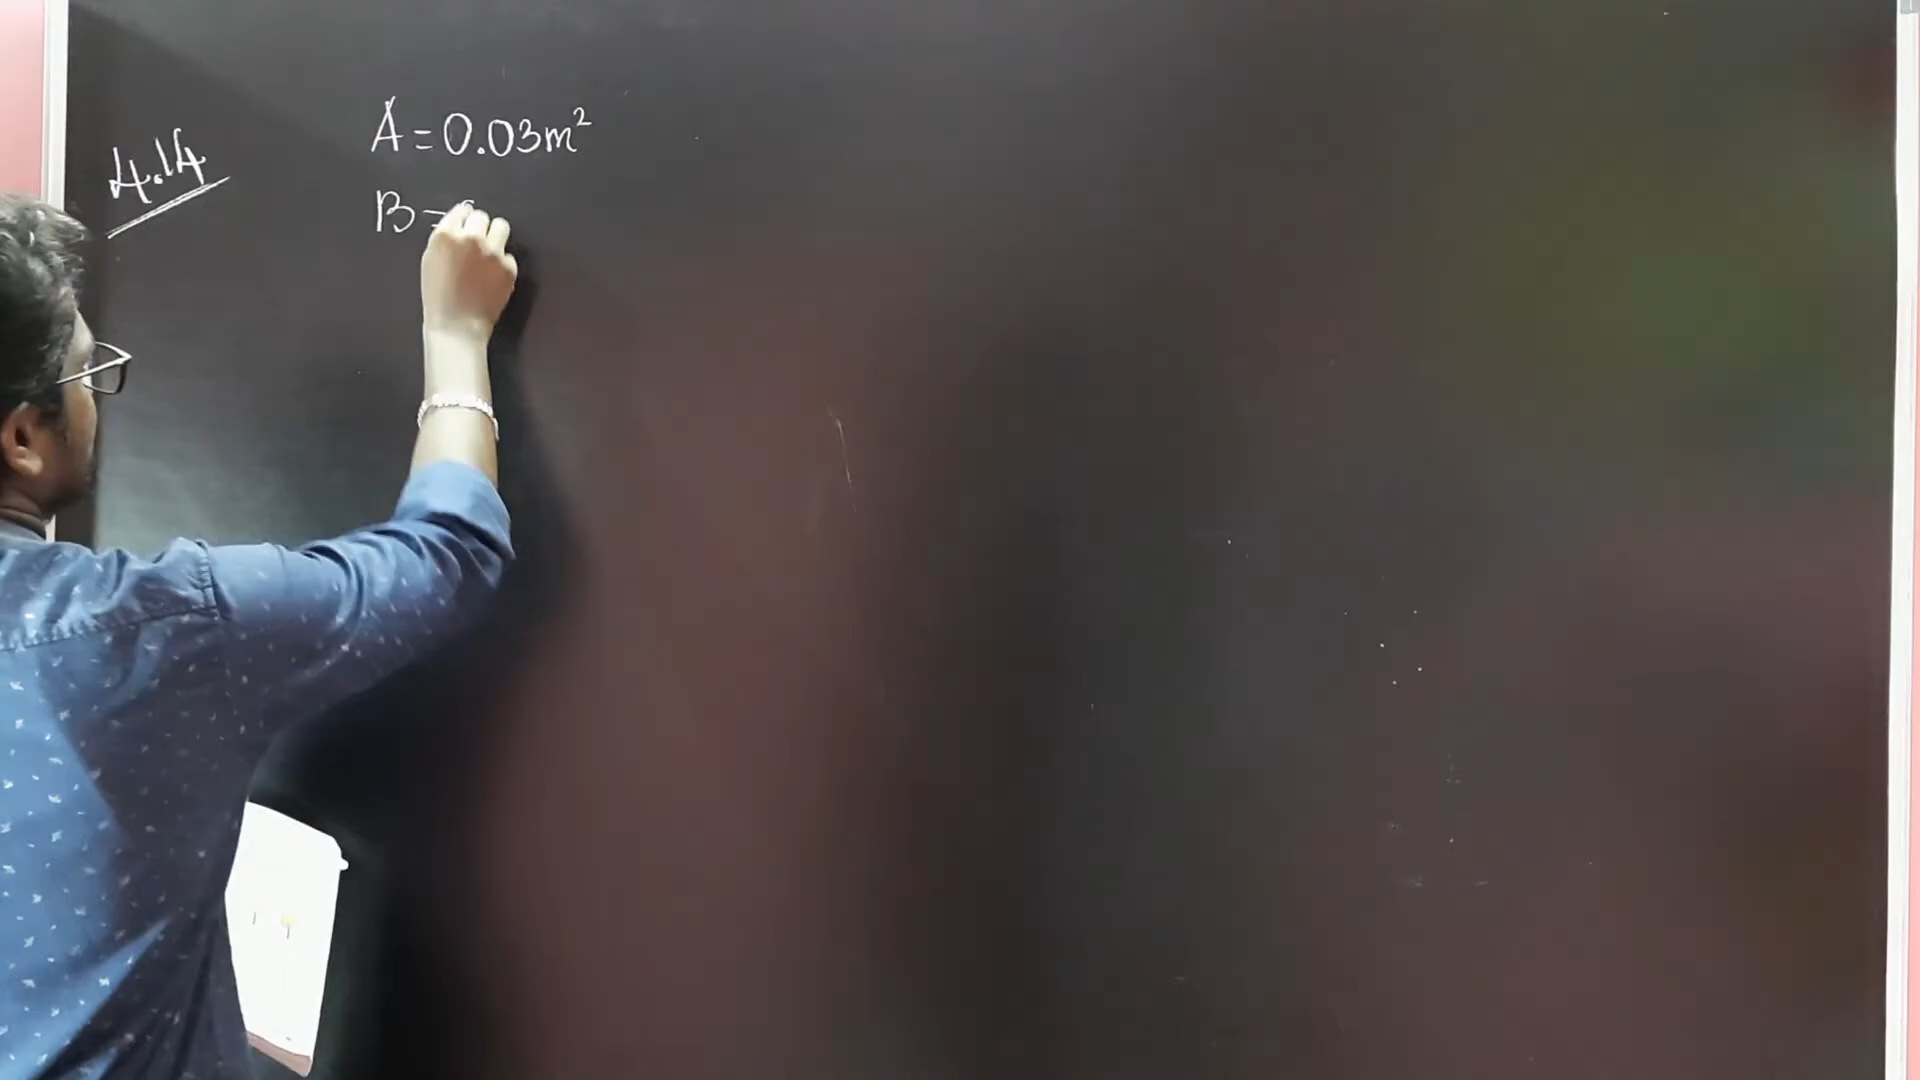 4.14
A = 0.03m²
B =